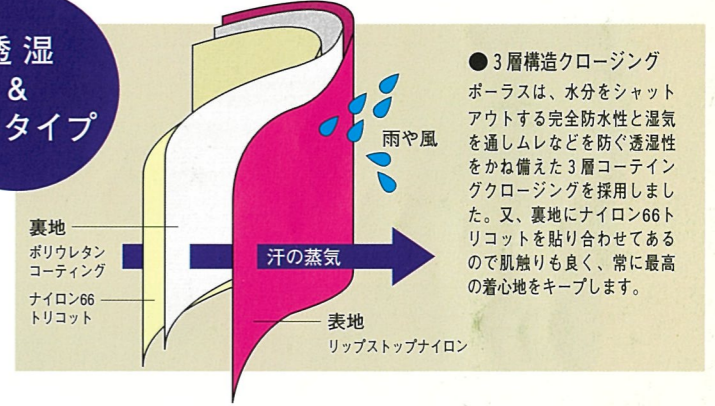 透湿
&
タイプ
雨や風
裏地
ポリウレタン
コーティング
ナイロン66
トリコット
汗の蒸気
表地
リップストップナイロン
●3層構造クロージング
ポーラスは、水分をシャット
アウトする完全防水性と湿気
を通しムレなどを防ぐ透湿性
をかね備えた3層コーテイン
グクロージングを採用しまし
た。又、裏地にナイロン66ト
リコットを貼り合わせてある
ので肌触りも良く、常に最高
の着心地をキープします。